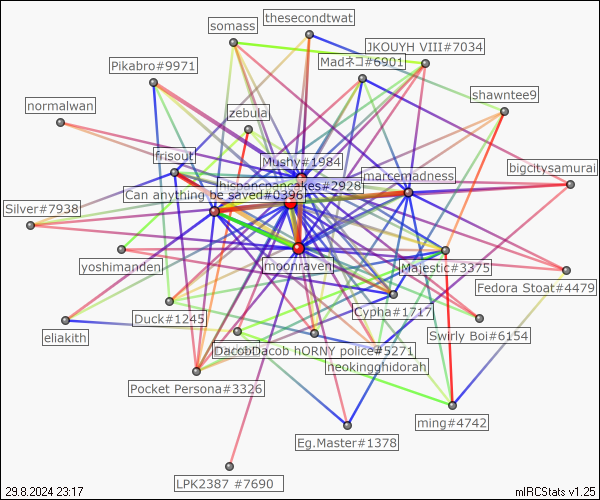 thesecondtwat
somass
Madネコ#6901
JKOUYH VIII#7034
Pikabro#9971
shawntee9
normalwan
zebula
frisout
Mushy#1984
marcemadness
bigcitysamurai
hispancpancakes#2928
Can anything be saved#0396
Silver#7938
yoshimanden
moonraven
Majestic#3375
Fedora Stoat#4479
Cypha#1717
Duck#1245
Swirly Boi#6154
eliakith
DacobDacob hORNY police#5271
neokingghidorah
Pocket Persona#3326
ming#4742
Eg.Master#1378
LPK2387 #7690
29.8.2024 23:17
mIRCStats v1.25